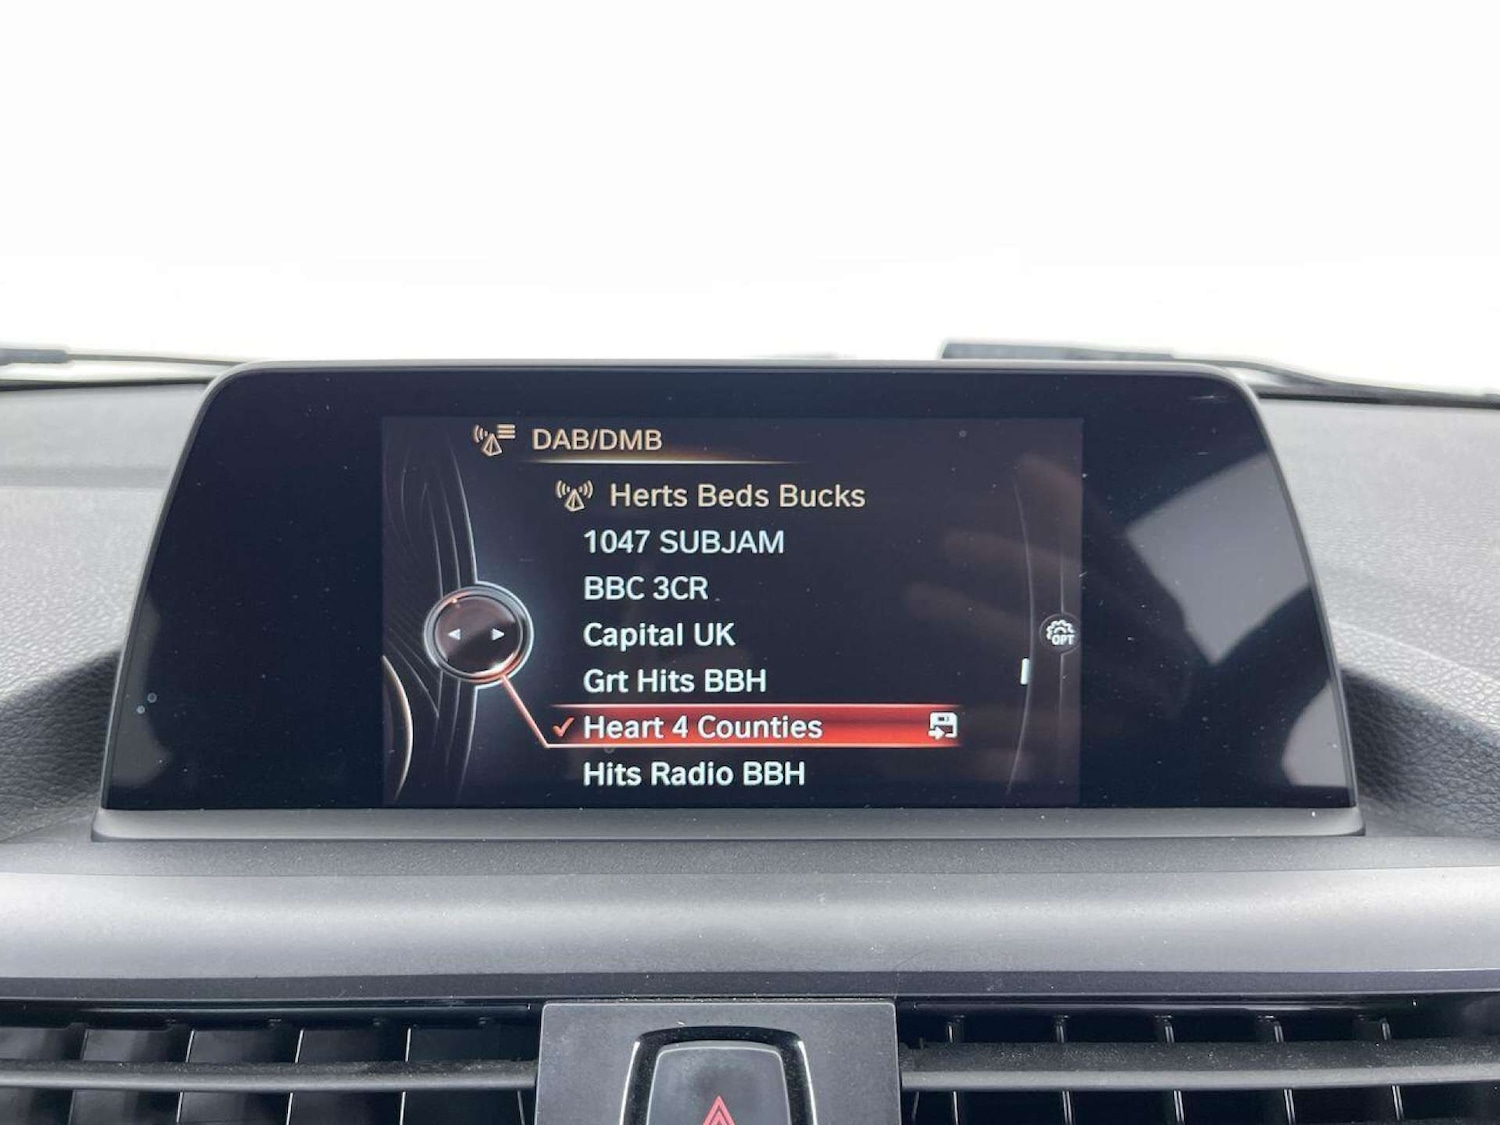 DAB/DMB
Herts Beds Bucks
1047 SUBJAM
BBC 3CR
Capital UK
Grt Hits BBH
OPT
Heart 4 Counties
Hits Radio BBH